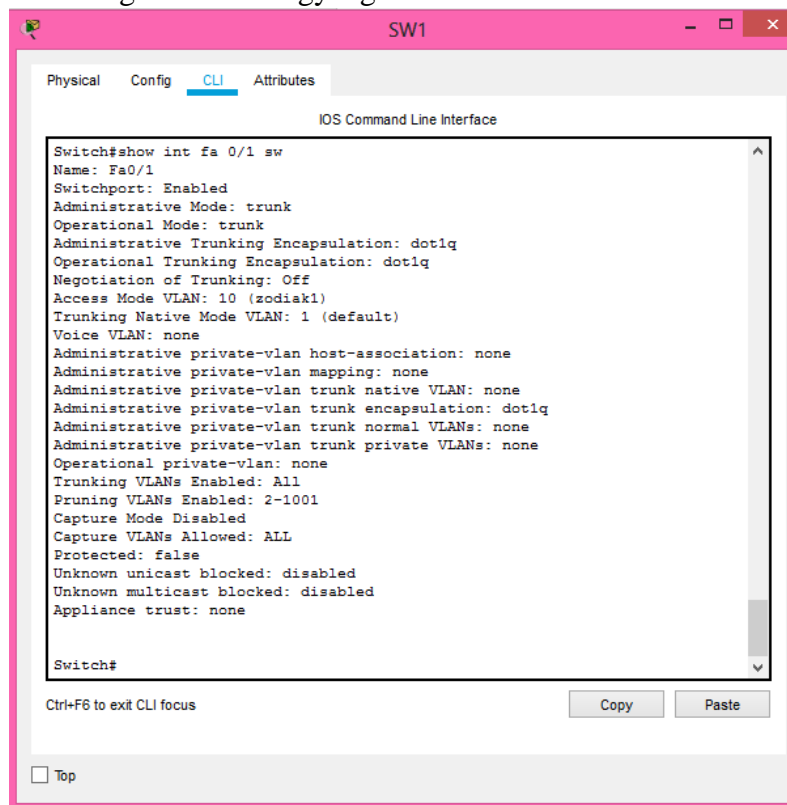 SW1
Physical Config CLI Attributes
IOS Command Line Interface
Switch#show int fa 0/1 sw
Name: Fa0/1
Switchport: Enabled
Administrative Mode: trunk
Operational Mode: trunk
Administrative Trunking Encapsulation: dot1q
Operational Trunking Encapsulation: dot1q
Negotiation of Trunking: Off
Access Mode VLAN: 10 (zodiak1)
Trunking Native Mode VLAN: 1 (default)
Voice VLAN: none
Administrative private-vlan host-association: none
Administrative private-vlan mapping: none
Administrative private-vlan trunk native VLAN: none
Administrative private-vlan trunk encapsulation: dot1q
Administrative private-vlan trunk normal VLANs: none
Administrative private-vlan trunk private VLANs: none
Operational private-vlan: none
Trunking VLANs Enabled: All
Pruning VLANs Enabled: 2-1001
Capture Mode Disabled
Capture VLANs Allowed: ALL
Protected: false
Unknown unicast blocked: disabled
Unknown multicast blocked: disabled
Appliance trust: none
Switch#
Ctrl+F6 to exit CLI focus Copy Paste
Top